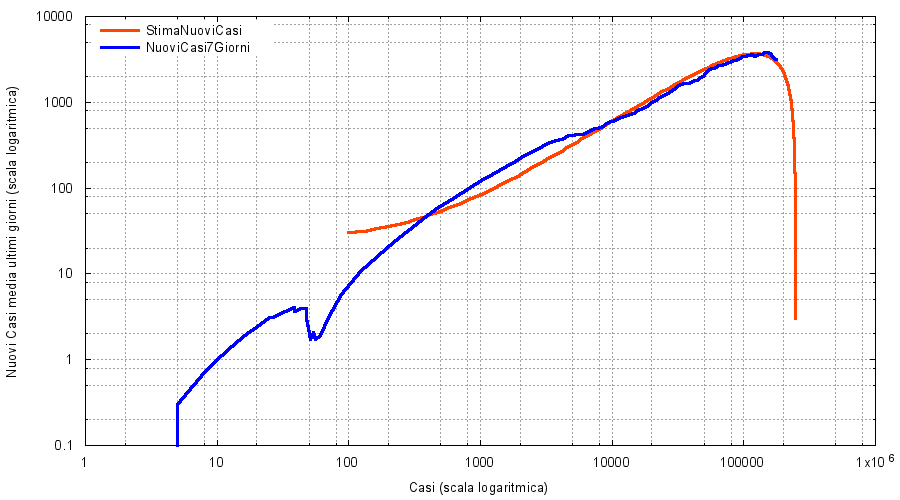 10000
StimaNuoviCasi
NuoviCasi7Giorni
1000
100
10
1
0.1
Nuovi Casi media ultimi giorni (scala logaritmica)
1 10 100 1000 10000 100000 1x10 6
Casi (scala logaritmica)